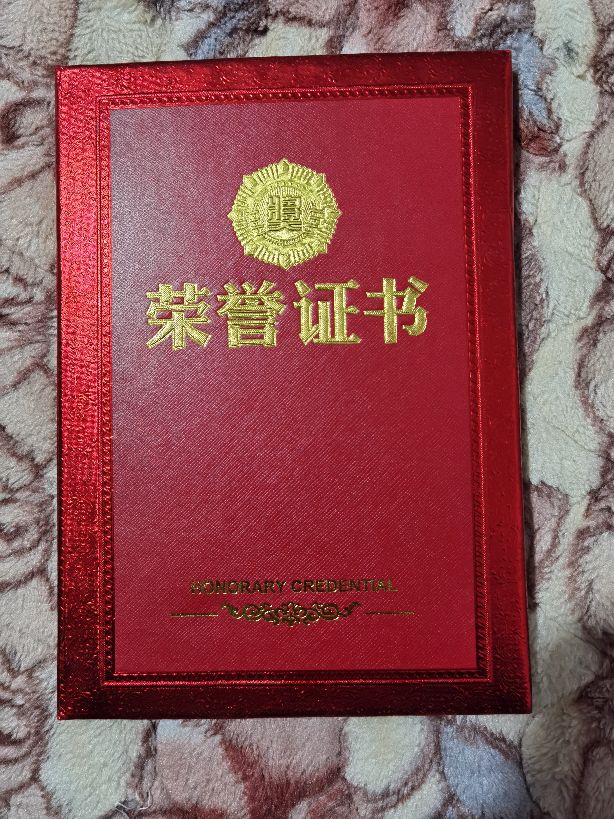 荣誉证书
HONORARY CREDENTIAL